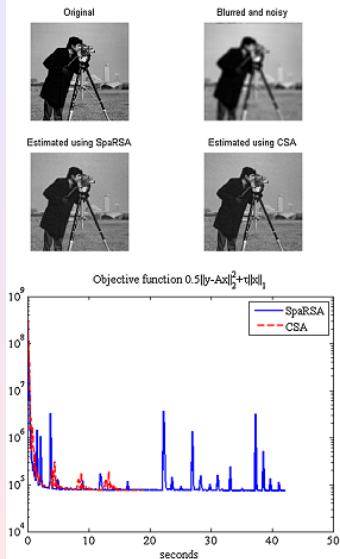 Original Blurred and noisy
Estimated using SpaRSA Estimated using CSA
Objective function 0.5||y-Ax||₂²+τ||x||₁
10⁹
SpaRSA
CSA
10⁸
10⁷
10⁶
10⁵
10⁴
0 10 20 30 40 50
seconds